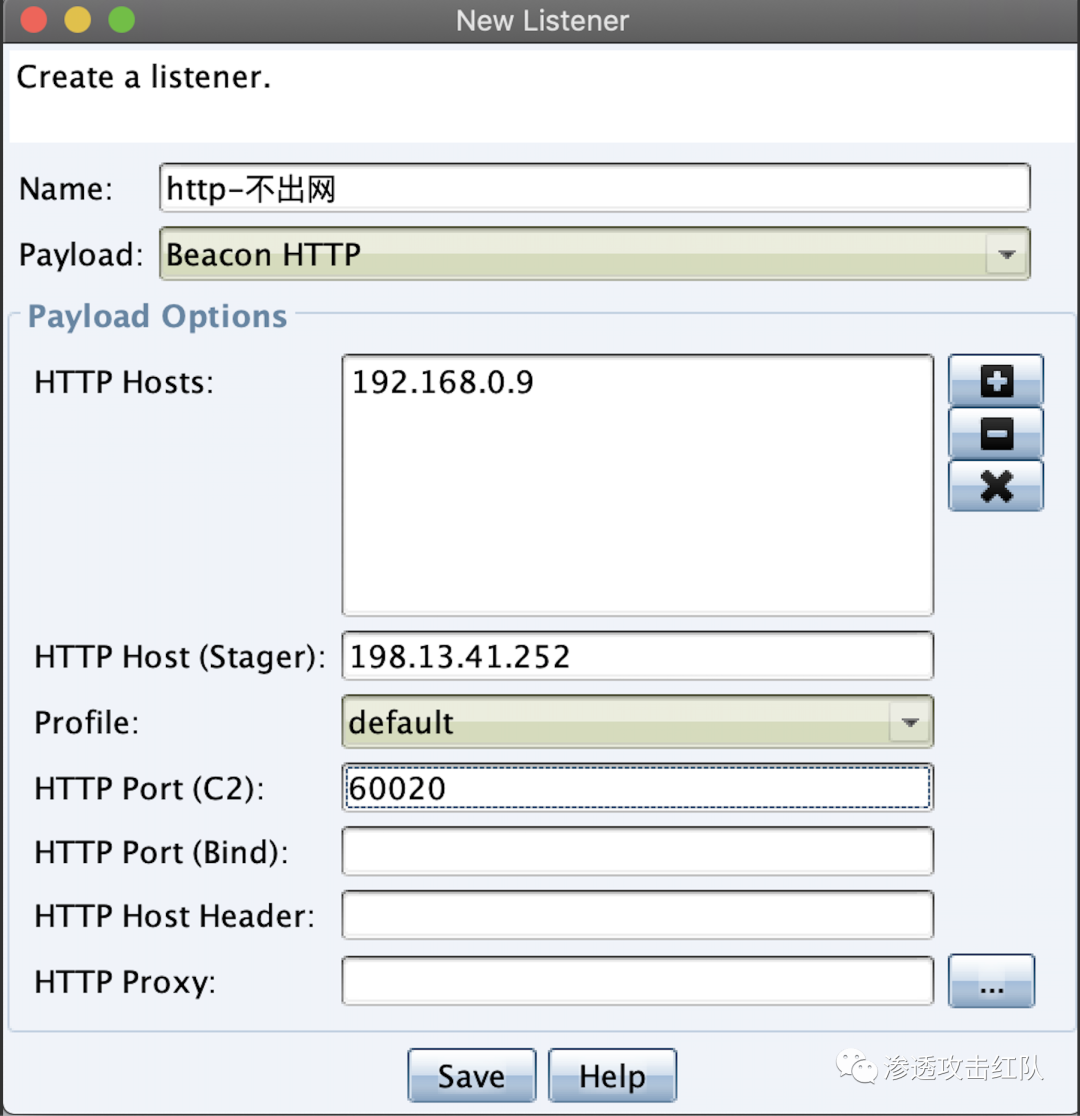 New Listener
Create a listener.
Name: http-不出网
Payload: Beacon HTTP
Payload Options
HTTP Hosts: 192.168.0.9
HTTP Host (Stager): 198.13.41.252
Profile: default
HTTP Port (C2): 60020
HTTP Port (Bind):
HTTP Host Header:
HTTP Proxy: ...
Save Help
渗透攻击红队